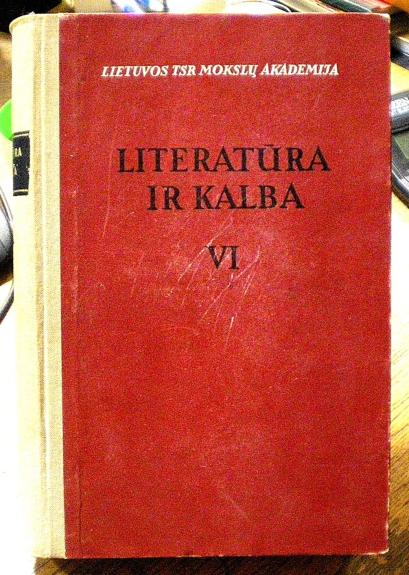 LIETUVOS TSR MOKSLŲ AKADEMIJA
LITERATŪRA
IR KALBA
VI